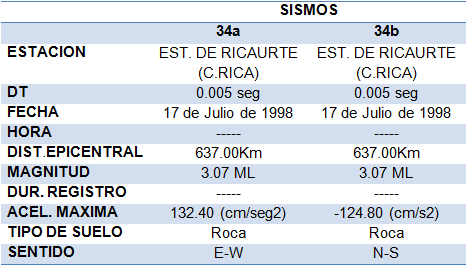 SISMOS
34a 34b
ESTACION EST. DE RICAURTE EST. DE RICAURTE
(C.RICA) (C.RICA)
DT 0.005 seg 0.005 seg
FECHA 17 de Julio de 1998 17 de Julio de 1998
HORA ----- -----
DIST.EPICENTRAL 637.00Km 637.00Km
MAGNITUD 3.07 ML 3.07 ML
DUR. REGISTRO ----- -----
ACEL. MAXIMA 132.40 (cm/seg2) -124.80 (cm/s2)
TIPO DE SUELO Roca Roca
SENTIDO E-W N-S